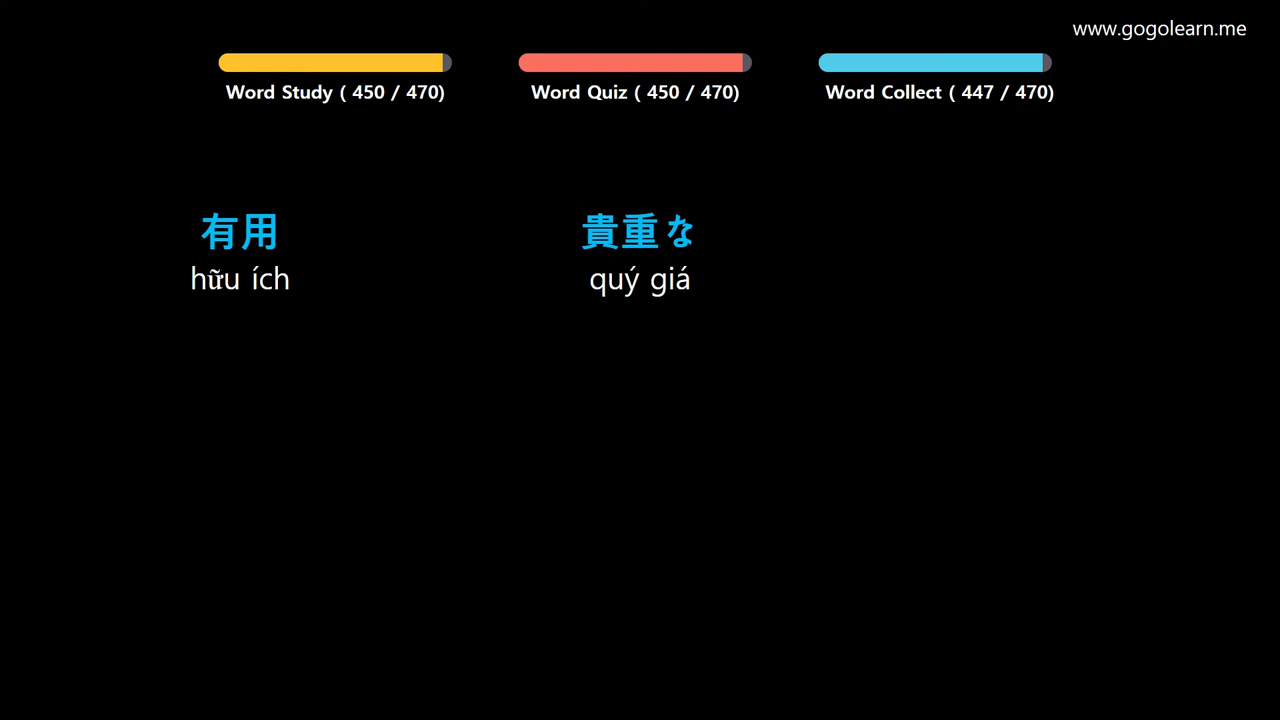 www.gogolearn.me
Word Study ( 450 / 470)
Word Quiz ( 450 / 470)
Word Collect ( 447 / 470)
有用
hữu ích
貴重な
quý giá